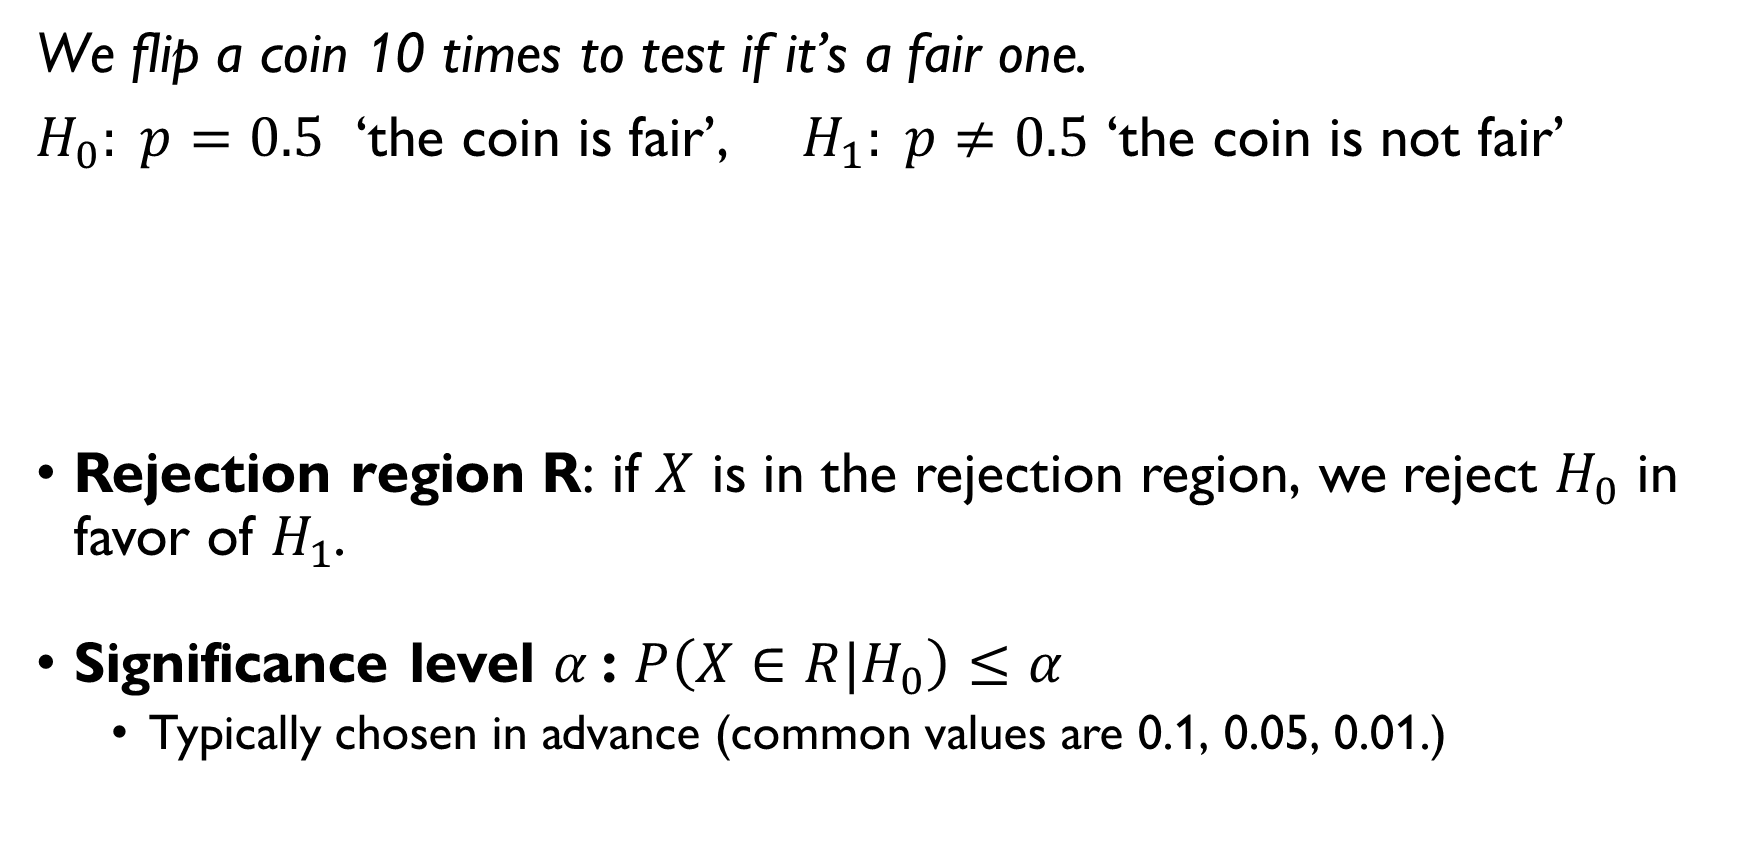 We flip a coin 10 times to test if it’s a fair one.
H₀: p = 0.5 ‘the coin is fair’, H₁: p ≠ 0.5 ‘the coin is not fair’
• Rejection region R: if X is in the rejection region, we reject H₀ in
favor of H₁.
• Significance level α : P(X ∈ R|H₀) ≤ α
• Typically chosen in advance (common values are 0.1, 0.05, 0.01.)